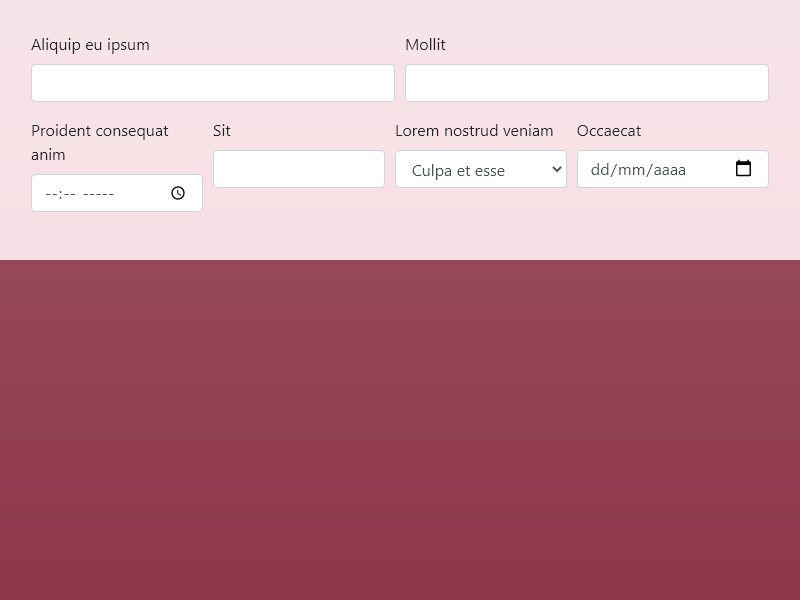 Aliquip eu ipsum
Mollit
Proident consequat
anim
Sit
Lorem nostrud veniam
Occaecat
--:-- -----
Culpa et esse
dd/mm/aaaa